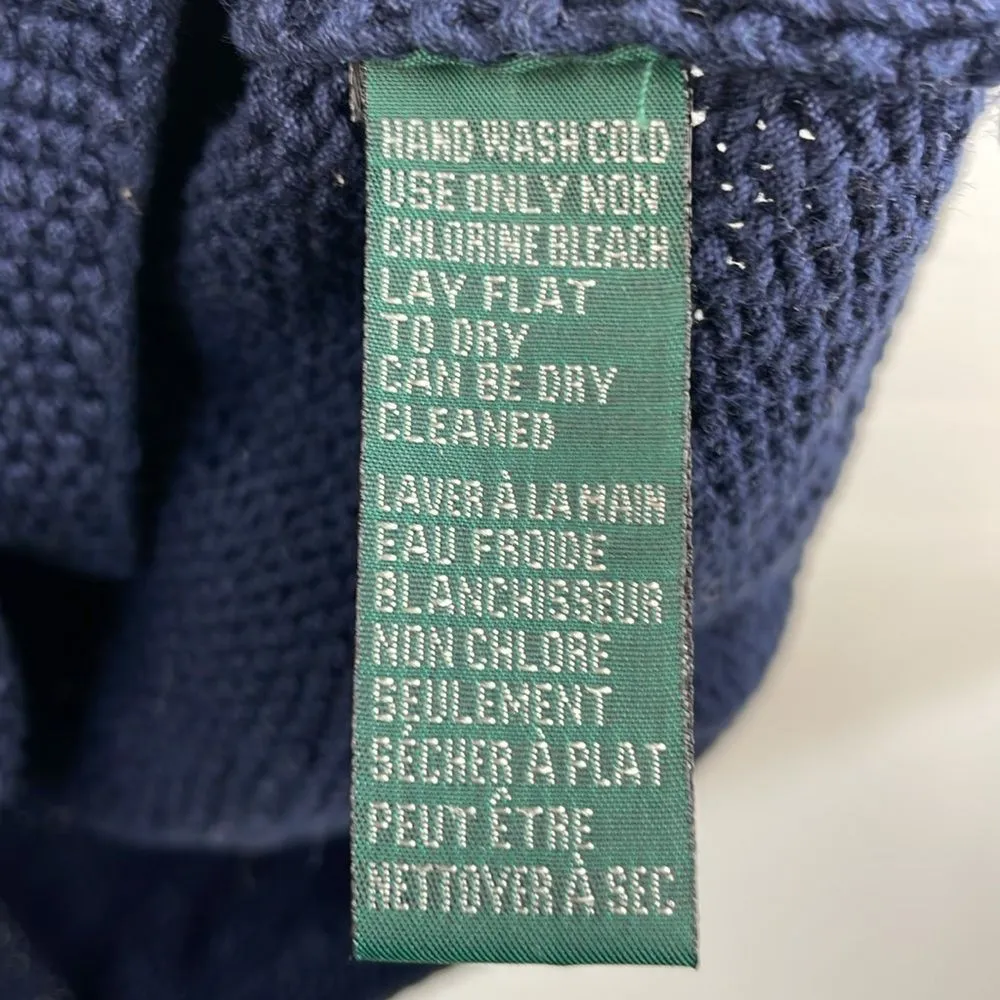 HAND WASH COLD
USE ONLY NON
CHLORINE BLEACH
LAY FLAT
TO DRY
CAN BE DRY
CLEANED
LAVER À LA MAIN
EAU FROIDE
BLANCHISSEUR
NON CHLORE
SEULEMENT
SÉCHER À PLAT
PEUT ÊTRE
NETTOYER À SEC.